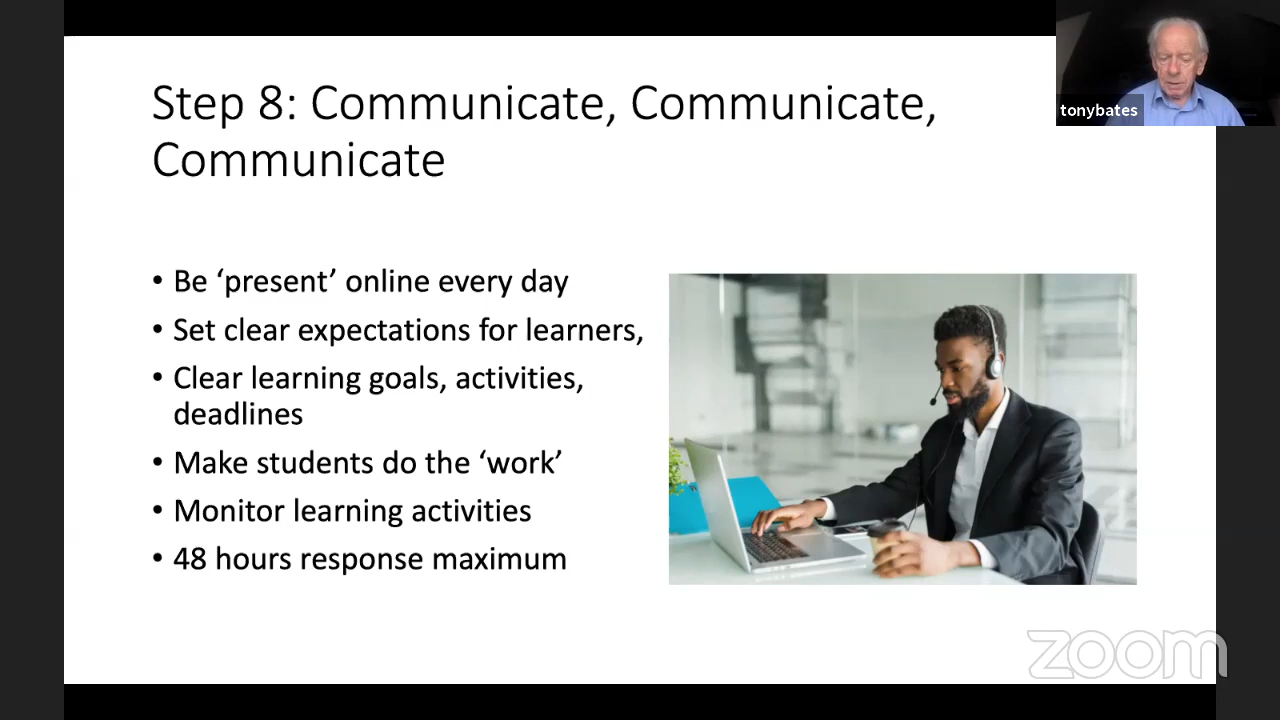 Step 8: Communicate, Communicate,
Communicate
tonybates
• Be ‘present’ online every day
• Set clear expectations for learners,
• Clear learning goals, activities,
deadlines
• Make students do the ‘work’
• Monitor learning activities
• 48 hours response maximum
zoom